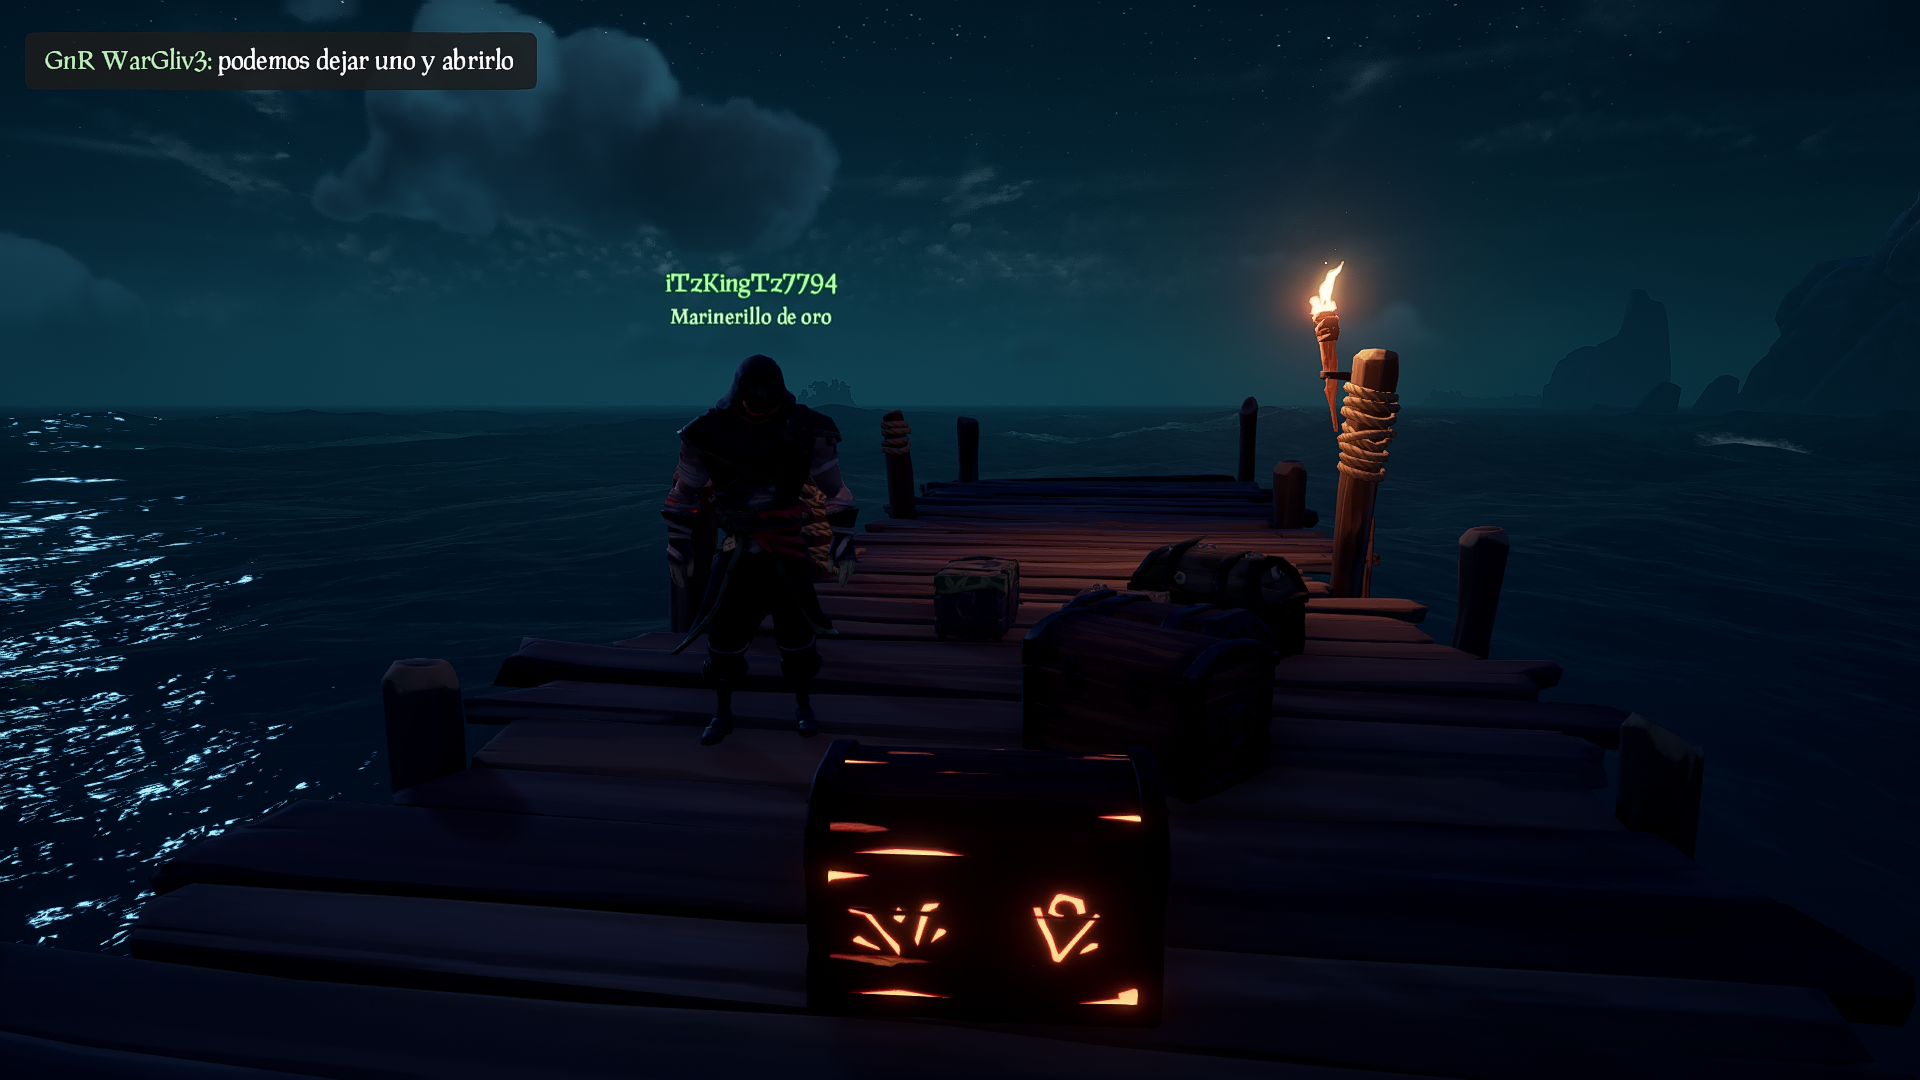 GnR WarGliv3: podemos dejar uno y abrirlo
iTzKingTz7794
Marinerillo de oro